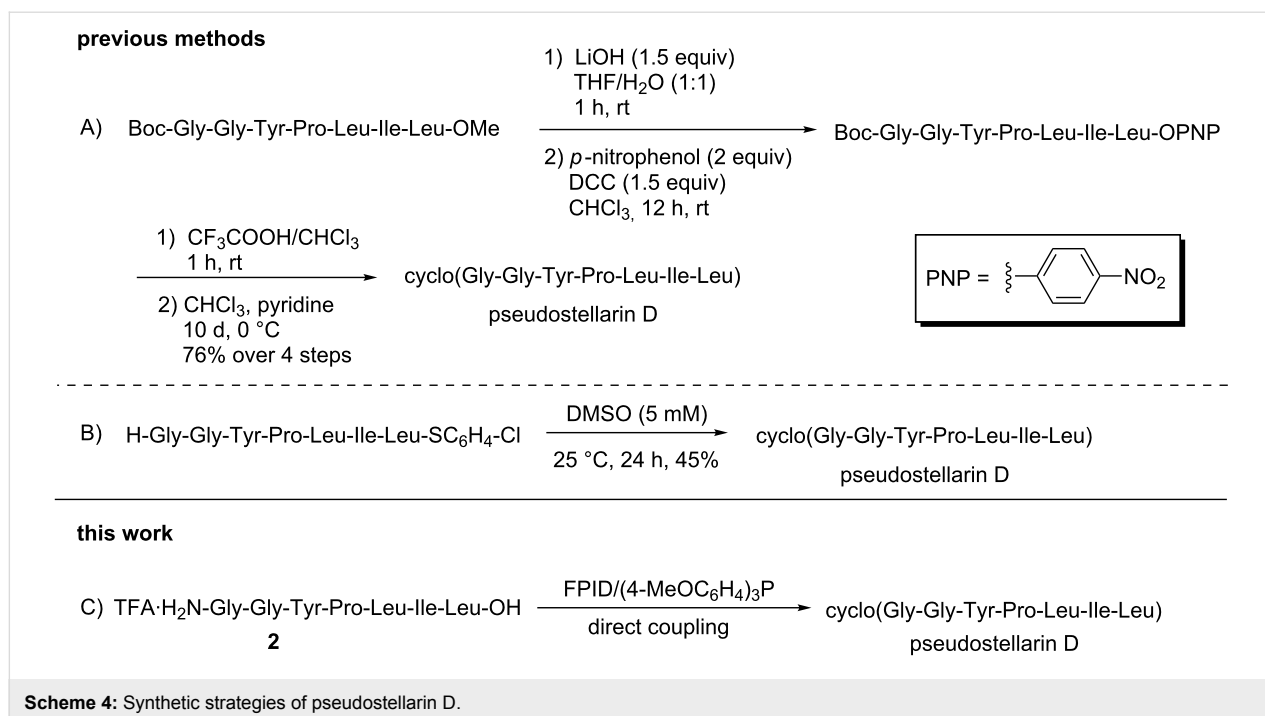 previous methods
1) LiOH (1.5 equiv)
THF/H₂O (1:1)
1 h, rt
A) Boc-Gly-Gly-Tyr-Pro-Leu-Ile-Leu-OMe
Boc-Gly-Gly-Tyr-Pro-Leu-Ile-Leu-OPNP
2) p-nitrophenol (2 equiv)
DCC (1.5 equiv)
CHCl₃, 12 h, rt
1) CF₃COOH/CHCl₃
1 h, rt
cyclo(Gly-Gly-Tyr-Pro-Leu-Ile-Leu)
pseudostellarin D
2) CHCl₃, pyridine
10 d, 0 °C
76% over 4 steps
PNP = NO₂
B) H-Gly-Gly-Tyr-Pro-Leu-Ile-Leu-SC₆H₄-Cl
DMSO (5 mM)
25 °C, 24 h, 45%
cyclo(Gly-Gly-Tyr-Pro-Leu-Ile-Leu)
pseudostellarin D
this work
C) TFA·H₂N-Gly-Gly-Tyr-Pro-Leu-Ile-Leu-OH
2
FPID/(4-MeOC₆H₄)₃P
direct coupling
cyclo(Gly-Gly-Tyr-Pro-Leu-Ile-Leu)
pseudostellarin D
Scheme 4: Synthetic strategies of pseudostellarin D.